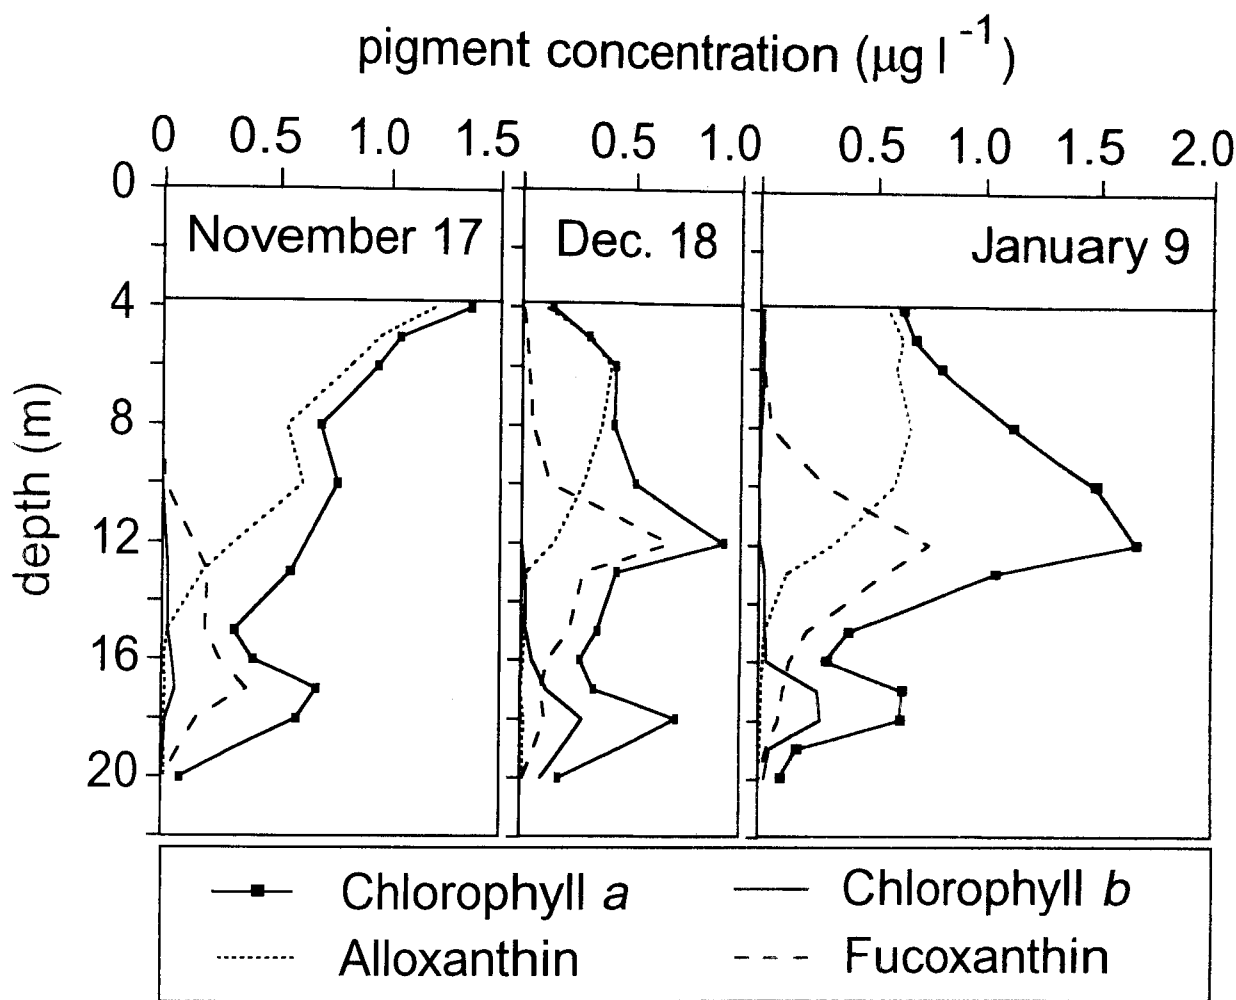 pigment concentration (µg l⁻¹)
0 0.5 1.0 1.5 0.5 1.0 0.5 1.0 1.5 2.0
0
November 17 Dec. 18 January 9
4
8
12
16
20
depth (m)
Chlorophyll a Chlorophyll b
Alloxanthin Fucoxanthin